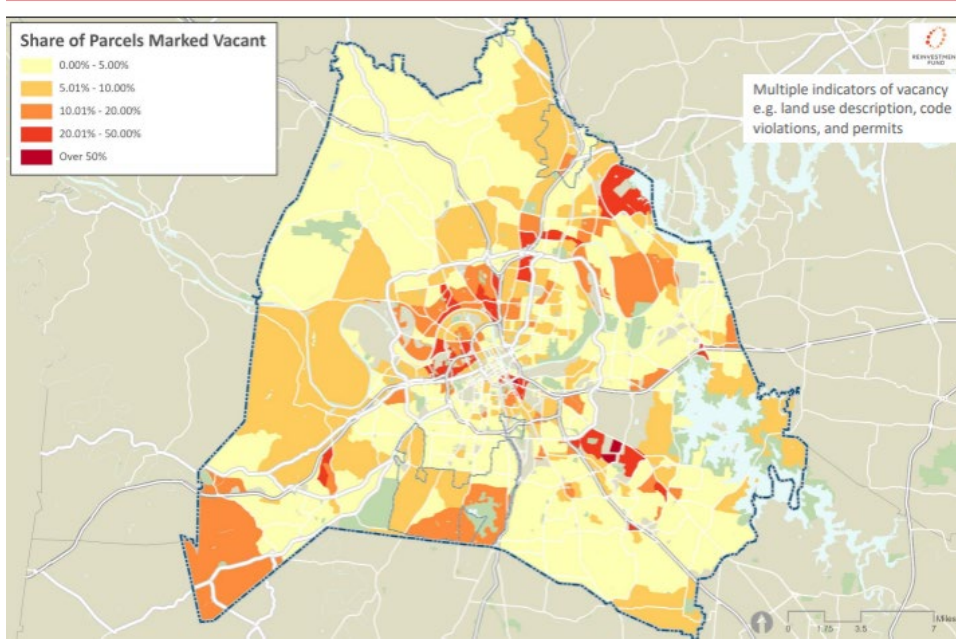 Share of Parcels Marked Vacant
0.00% - 5.00%
5.01% - 10.00%
10.01% - 20.00%
20.01% - 50.00%
Over 50%
REINVESTMENT
FUND
Multiple indicators of vacancy
e.g. land use description, code
violations, and permits
Miles
0 1.75 3.5 7